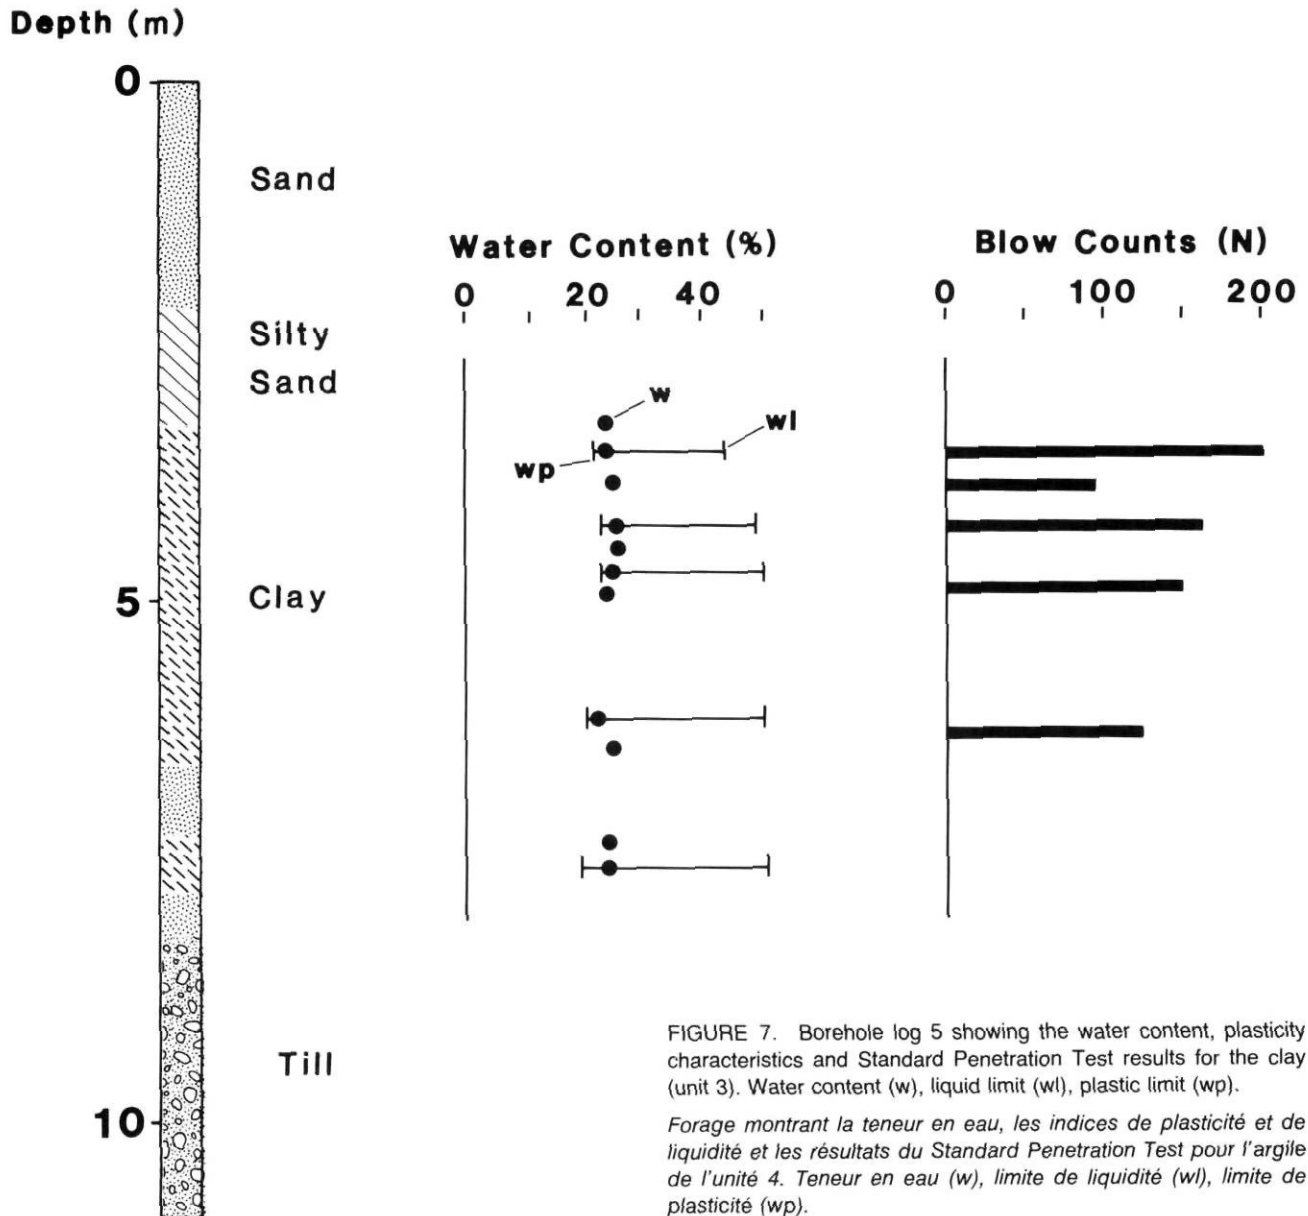 Depth (m)
0
Sand
Water Content (%)
Blow Counts (N)
0 20 40
0 100 200
Silty
Sand
w
wl
wp
5
Clay
FIGURE 7. Borehole log 5 showing the water content, plasticity
characteristics and Standard Penetration Test results for the clay
(unit 3). Water content (w), liquid limit (wl), plastic limit (wp).
Till
10
Forage montrant la teneur en eau, les indices de plasticité et de
liquidité et les résultats du Standard Penetration Test pour l'argile
de l'unité 4. Teneur en eau (w), limite de liquidité (wl), limite de
plasticité (wp).